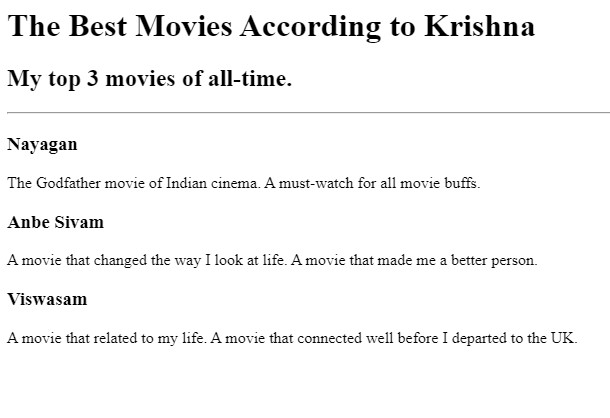 The Best Movies According to Krishna
My top 3 movies of all-time.
Nayagan
The Godfather movie of Indian cinema. A must-watch for all movie buffs.
Anbe Sivam
A movie that changed the way I look at life. A movie that made me a better person.
Viswasam
A movie that related to my life. A movie that connected well before I departed to the UK.